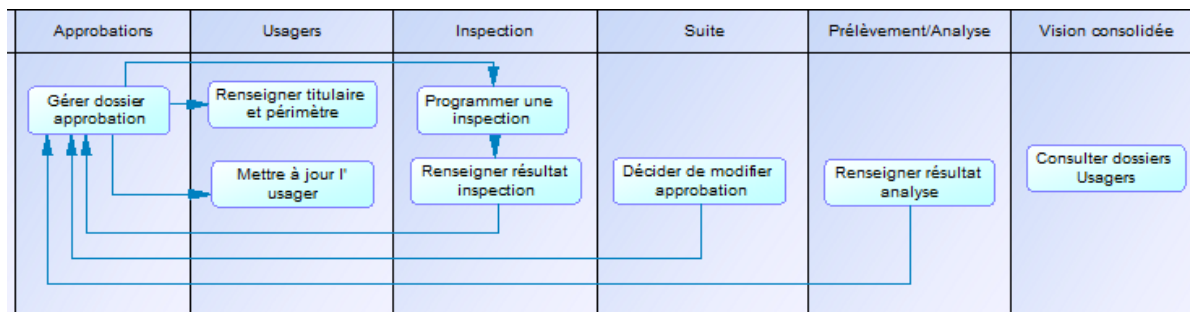 Approbations
Usagers
Inspection
Suite
Prélèvement/Analyse
Vision consolidée
Gérer dossier
approbation
Renseigner titulaire
et périmètre
Programmer une
inspection
Mettre à jour l'
usager
Renseigner résultat
inspection
Décider de modifier
approbation
Renseigner résultat
analyse
Consulter dossiers
Usagers